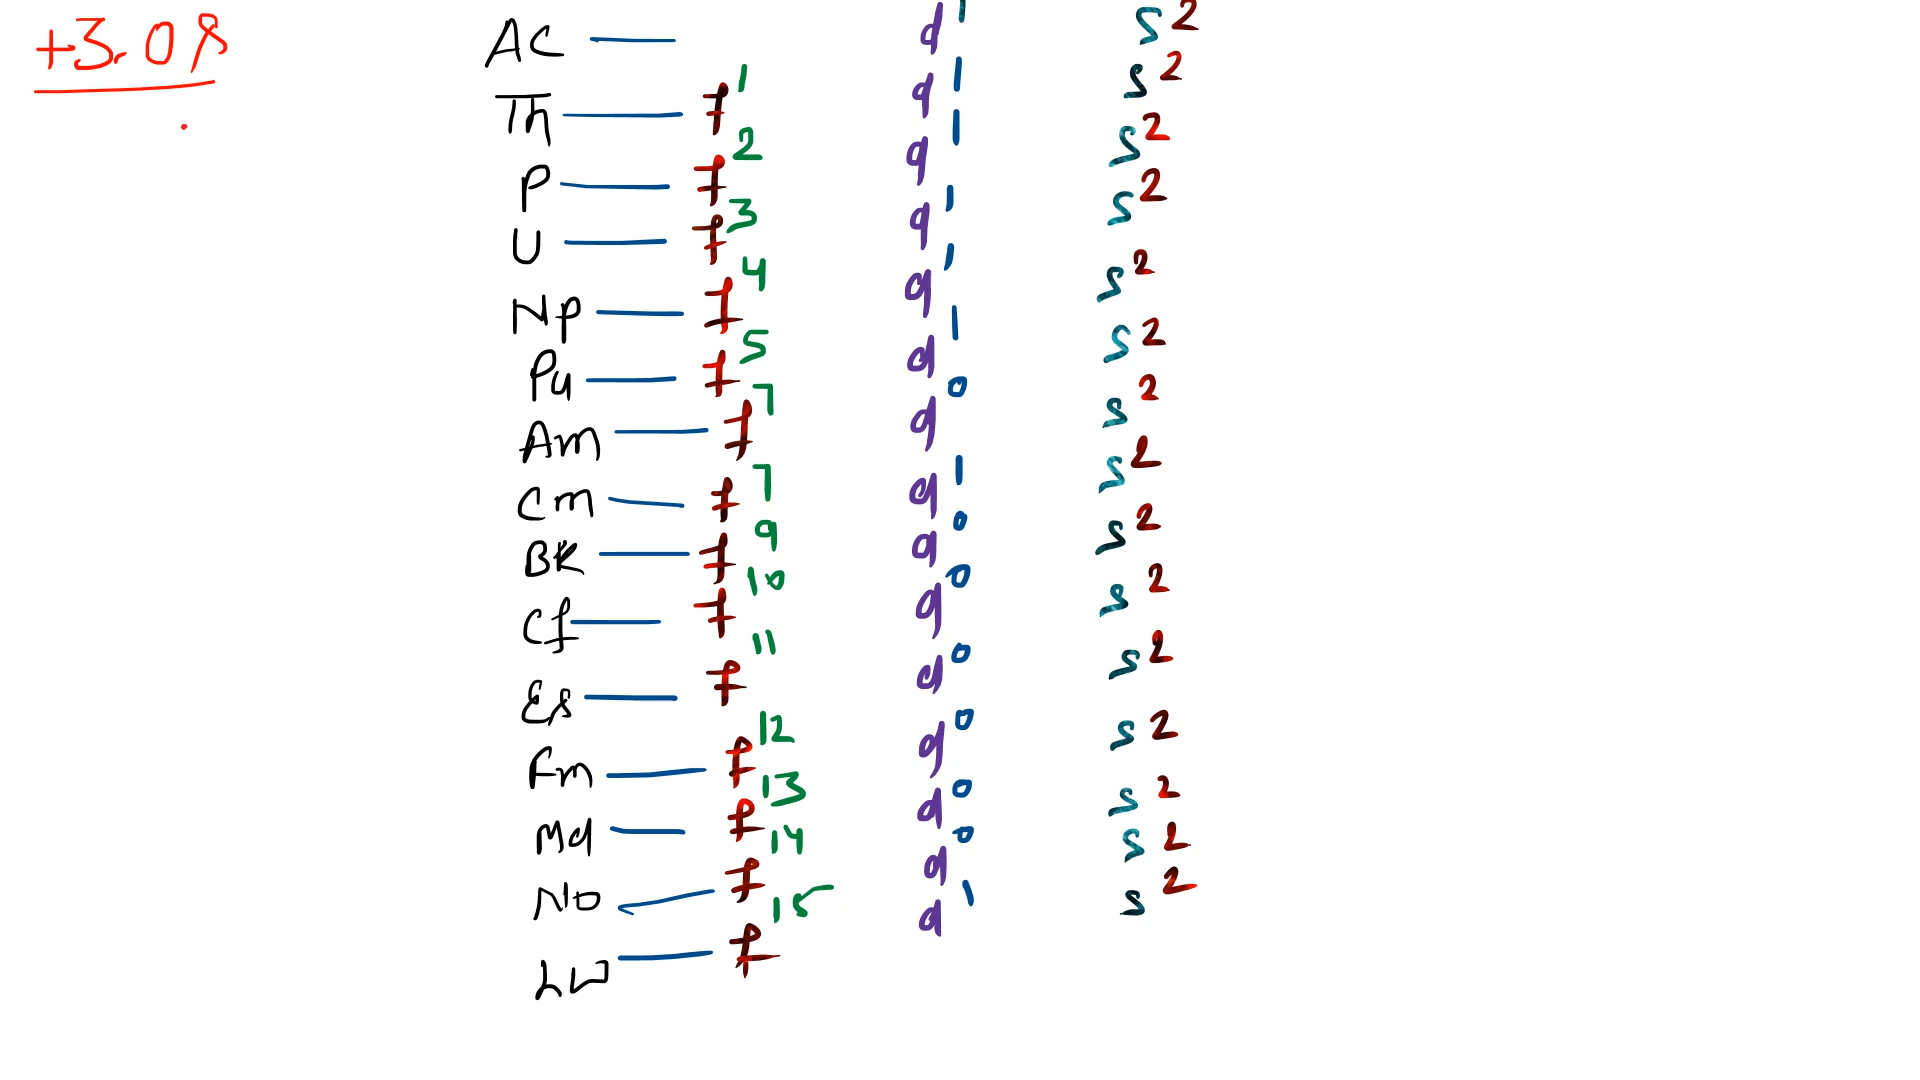 +3.0 &
AC — d¹ s²
Th — f¹ d¹ s²
P — f² d¹ s²
U — f³ d¹ s²
Np — f⁴ d¹ s²
Pu — f⁵ d¹ s²
Am — f⁷ d⁰ s²
Cm — f⁷ d¹ s²
BK — f⁹ d⁰ s²
Cf — f¹⁰ d⁰ s²
Es — f¹¹ d⁰ s²
Fm — f¹² d⁰ s²
Md — f¹³ d⁰ s²
No — f¹⁴ d⁰ s²
Lw — f¹⁵ d¹ s²